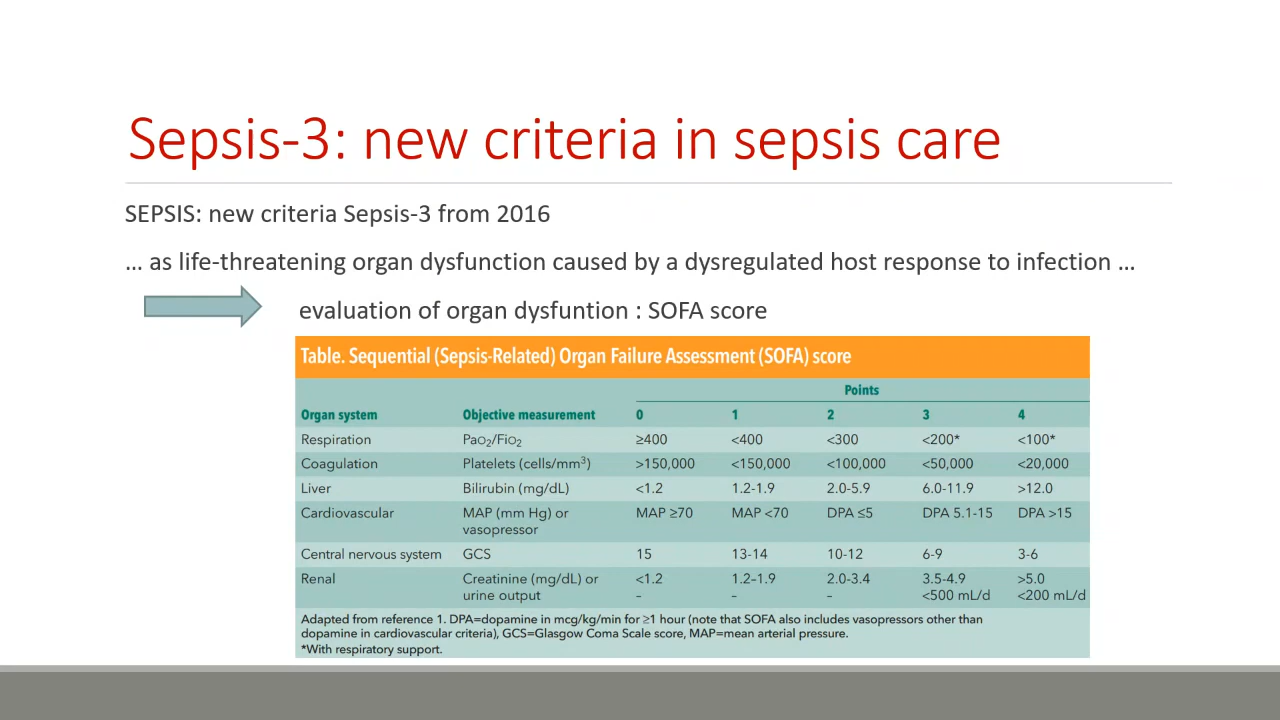 Sepsis-3: new criteria in sepsis care
SEPSIS: new criteria Sepsis-3 from 2016
... as life-threatening organ dysfunction caused by a dysregulated host response to infection ...
evaluation of organ dysfuntion : SOFA score
Table. Sequential (Sepsis-Related) Organ Failure Assessment (SOFA) score
Points
Organ system Objective measurement 0 1 2 3 4
Respiration PaO₂/FiO₂ ≥400 <400 <300 <200* <100*
Coagulation Platelets (cells/mm³) >150,000 <150,000 <100,000 <50,000 <20,000
Liver Bilirubin (mg/dL) <1.2 1.2-1.9 2.0-5.9 6.0-11.9 >12.0
Cardiovascular MAP (mm Hg) or MAP ≥70 MAP <70 DPA ≤5 DPA 5.1-15 DPA >15
vasopressor
Central nervous system GCS 15 13-14 10-12 6-9 3-6
Renal Creatinine (mg/dL) or <1.2 1.2–1.9 2.0-3.4 3.5-4.9 >5.0
urine output – – – <500 mL/d <200 mL/d
Adapted from reference 1. DPA=dopamine in mcg/kg/min for ≥1 hour (note that SOFA also includes vasopressors other than
dopamine in cardiovascular criteria), GCS=Glasgow Coma Scale score, MAP=mean arterial pressure.
*With respiratory support.